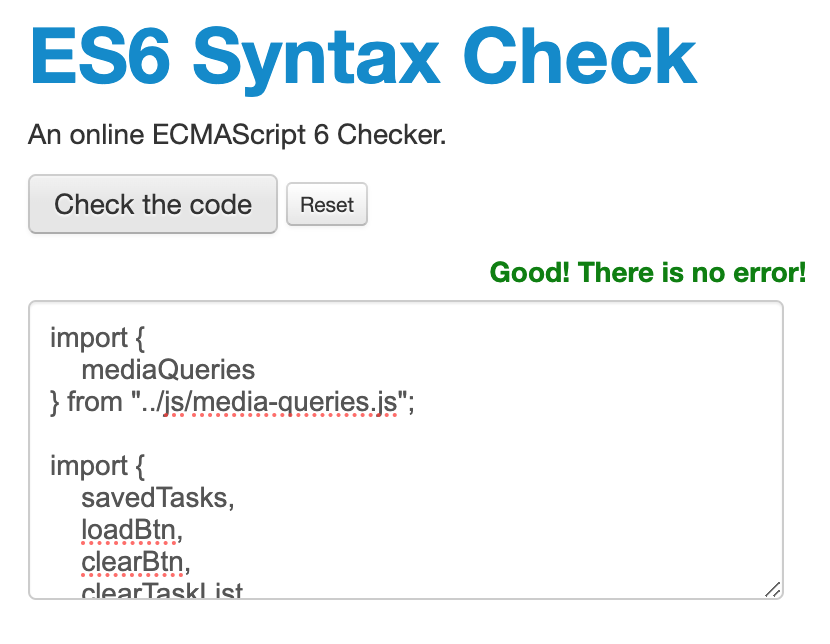 ES6 Syntax Check
An online ECMAScript 6 Checker.
Check the code
Reset
Good! There is no error!
import {
mediaQueries
} from "../js/media-queries.js";
import {
savedTasks,
loadBtn,
clearBtn,
clearTaskList